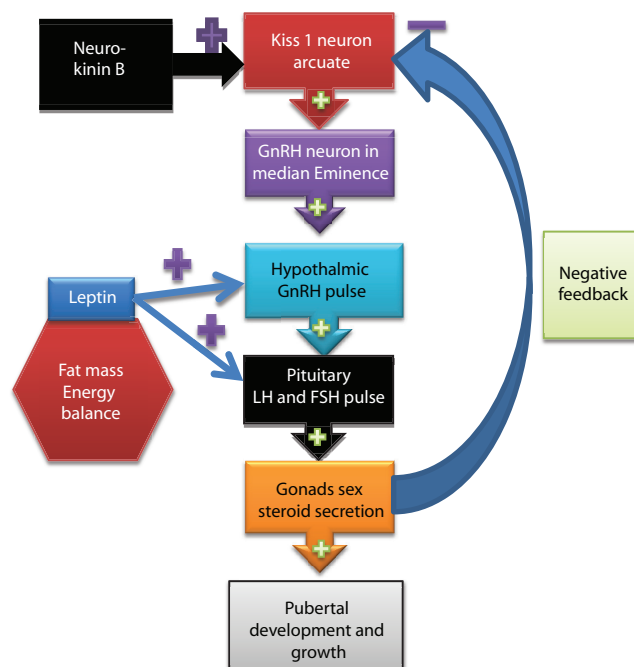 Neuro-
kinin B
+
Kiss 1 neuron
arcuate
–
+
GnRH neuron in
median Eminence
+
Hypothalmic
GnRH pulse
+
Leptin
+
+
Fat mass
Energy
balance
Pituitary
LH and FSH pulse
+
Gonads sex
steroid secretion
+
Negative
feedback
Pubertal
development and
growth